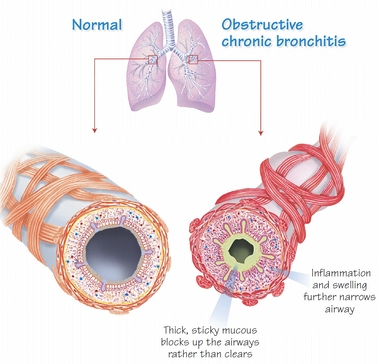 Normal
Obstructive
chronic bronchitis
Inflammation
and swelling
further narrows
airway
Thick, sticky mucous
blocks up the airways
rather than clears